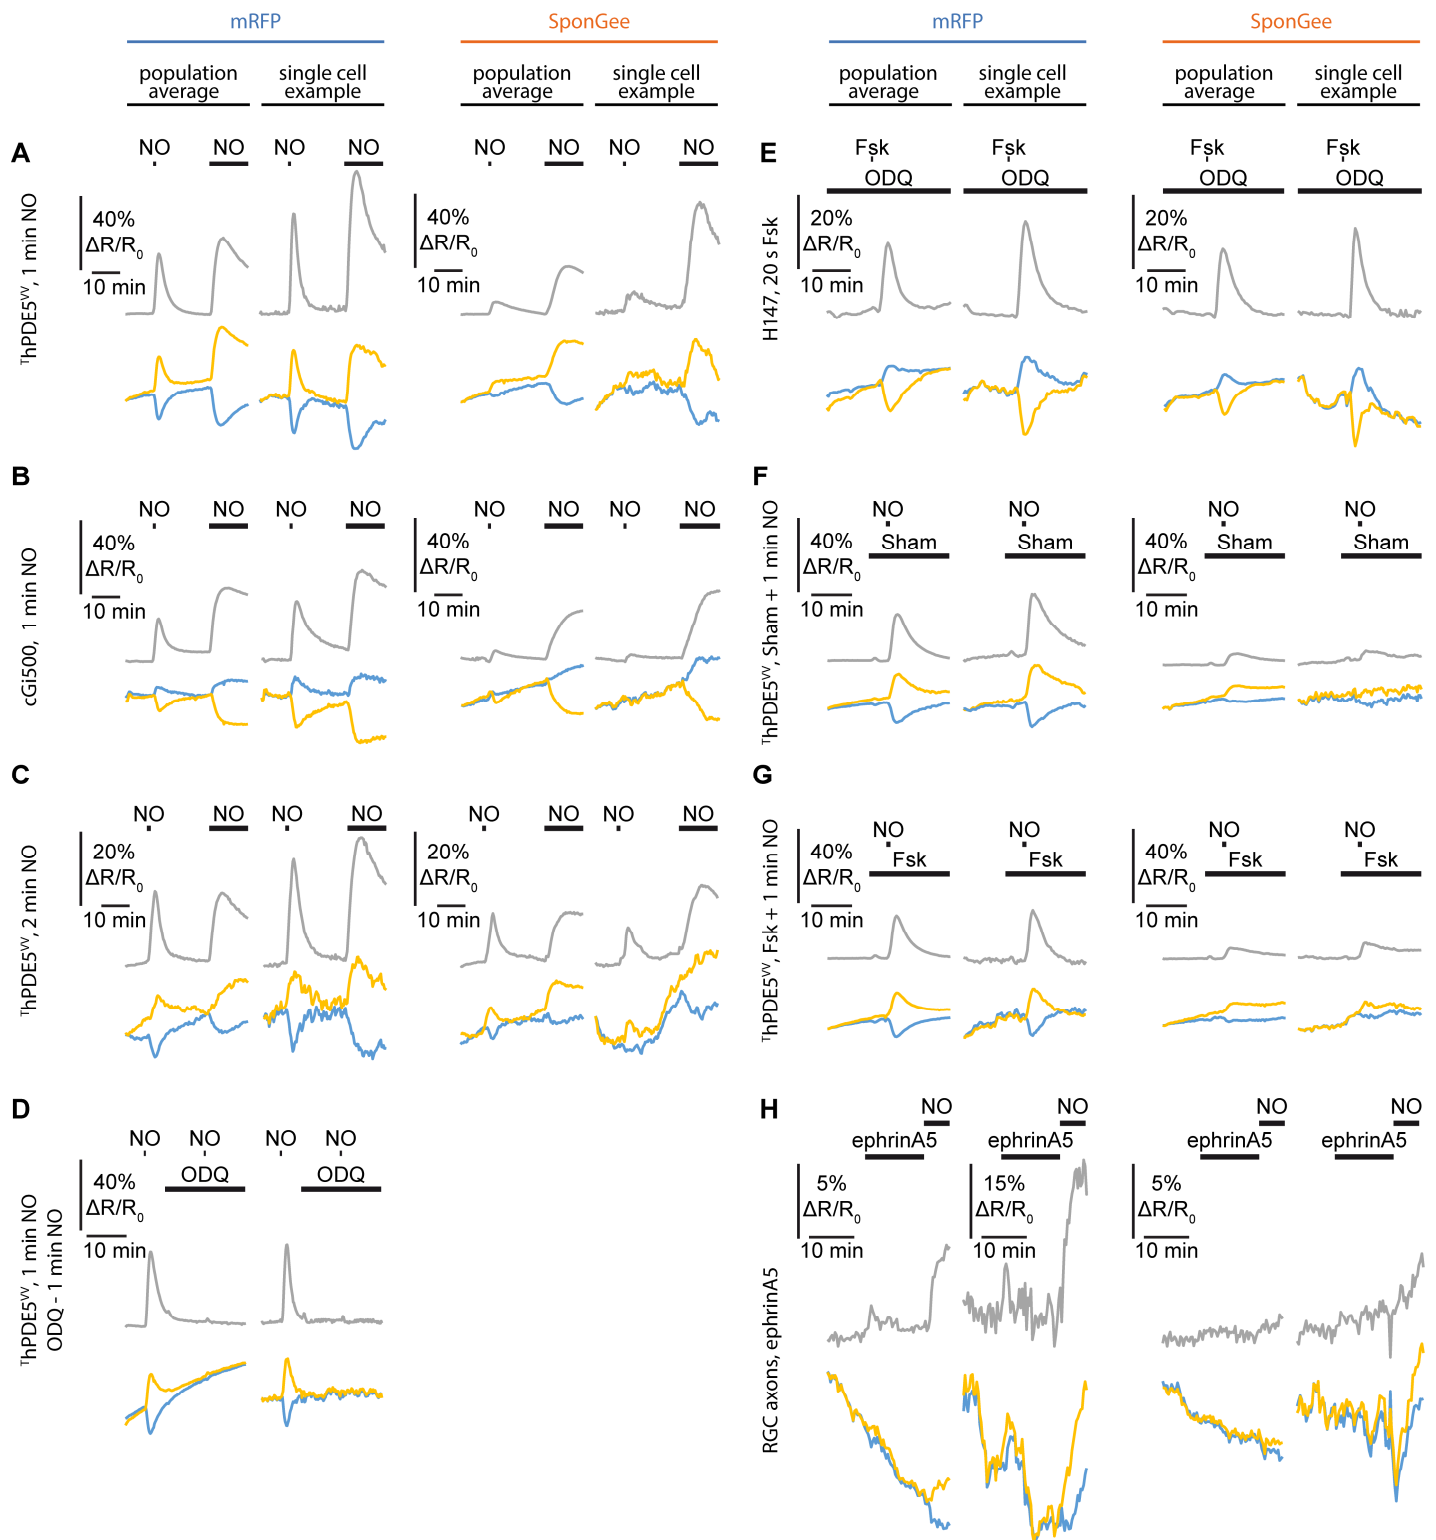 mRFP
SponGee
mRFP
SponGee
population average
single cell example
population average
single cell example
population average
single cell example
population average
single cell example
A
ThPDE5VV, 1 min NO
NO
NO
NO
NO
NO
NO
NO
NO
40%
ΔR/R0
10 min
40%
ΔR/R0
10 min
B
cGi500, 1 min NO
NO
NO
NO
NO
NO
NO
NO
NO
40%
ΔR/R0
10 min
40%
ΔR/R0
10 min
C
ThPDE5VV, 2 min NO
NO
NO
NO
NO
NO
NO
NO
NO
20%
ΔR/R0
10 min
20%
ΔR/R0
10 min
D
ThPDE5VV, 1 min NO
ODQ - 1 min NO
NO
NO
NO
NO
ODQ
ODQ
40%
ΔR/R0
10 min
E
H147, 20 s Fsk
Fsk
Fsk
Fsk
Fsk
ODQ
ODQ
ODQ
ODQ
20%
ΔR/R0
10 min
20%
ΔR/R0
10 min
F
ThPDE5VV, Sham + 1 min NO
NO
NO
NO
NO
Sham
Sham
Sham
Sham
40%
ΔR/R0
10 min
40%
ΔR/R0
10 min
G
ThPDE5VV, Fsk + 1 min NO
NO
NO
NO
NO
Fsk
Fsk
Fsk
Fsk
40%
ΔR/R0
10 min
40%
ΔR/R0
10 min
H
RGC axons, ephrinA5
NO
NO
NO
NO
ephrinA5
ephrinA5
ephrinA5
ephrinA5
5%
ΔR/R0
10 min
15%
ΔR/R0
10 min
5%
ΔR/R0
10 min